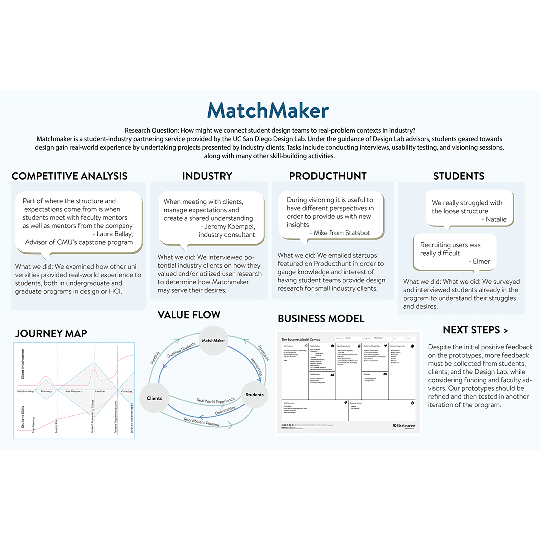 MatchMaker
Research Question: How might we connect student design teams to real-problem contexts in industry?
Matchmaker is a student-industry partnering service provided by the UC San Diego Design Lab. Under the guidance of Design Lab advisors, students geared towards
design gain real-world experience by undertaking projects presented by industry clients. Tasks include conducting interviews, usability testing, and visioning sessions,
along with many other skill-building activities.
COMPETITIVE ANALYSIS
Part of where the structure and
expectations come from is when
students meet with faculty mentors
as well as mentors from the company
- Laura Ballay,
Advisor of CMU's capstone program
What we did: We examined how other uni-
versities provided real-world experience to
students, both in undergraduate and
graduate programs in design or HCI.
INDUSTRY
When meeting with clients,
manage expectations and
create a shared understanding
- Jeremy Koempel,
industry consultant
What we did: We interviewed po-
tential industry clients on how they
valued and/or utilized user research
to determine how Matchmaker
may serve their desires.
PRODUCTHUNT
During visioning it is useful to
have different perspectives in
order to provide us with new
insights
- Mike from Statsbot
What we did: We emailed startups
featured on Producthunt in order to
gauge knowledge and interest of
having student teams provide design
research for small industry clients.
STUDENTS
We really struggled with
the loose structure
- Natalie
Recruiting users was
really difficult
- Elmer
What we did: We surveyed
and interviewed students already in the
program to understand their struggles
and desires.
JOURNEY MAP
Client Involvement
Student Skills
VALUE FLOW
MatchMaker
Clients
Students
Real World Experience
BUSINESS MODEL
The Business Model Canvas
NEXT STEPS >
Despite the initial positive feedback
on the prototypes, more feedback
must be collected from students,
clients, and the Design Lab, while
considering funding and faculty ad-
visors. Our prototypes should be
refined and then tested in another
iteration of the program.